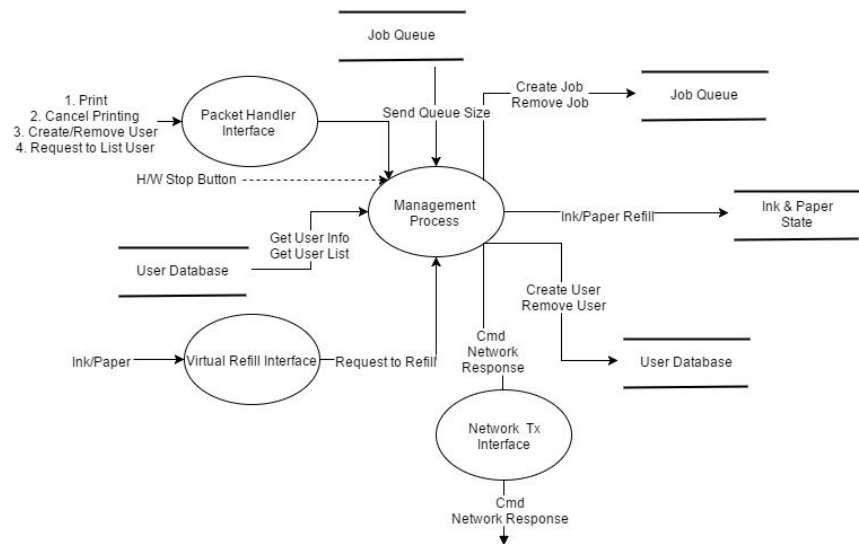 Job Queue
1. Print
2. Cancel Printing
3. Create/Remove User
4. Request to List User
Packet Handler
Interface
Send Queue Size
Create Job
Remove Job
Job Queue
H/W Stop Button
Management
Process
Ink/Paper Refill
Ink & Paper
State
Get User Info
Get User List
User Database
Create User
Remove User
Ink/Paper
Virtual Refill Interface
Request to Refill
Cmd
Network
Response
User Database
Network Tx
Interface
Cmd
Network Response